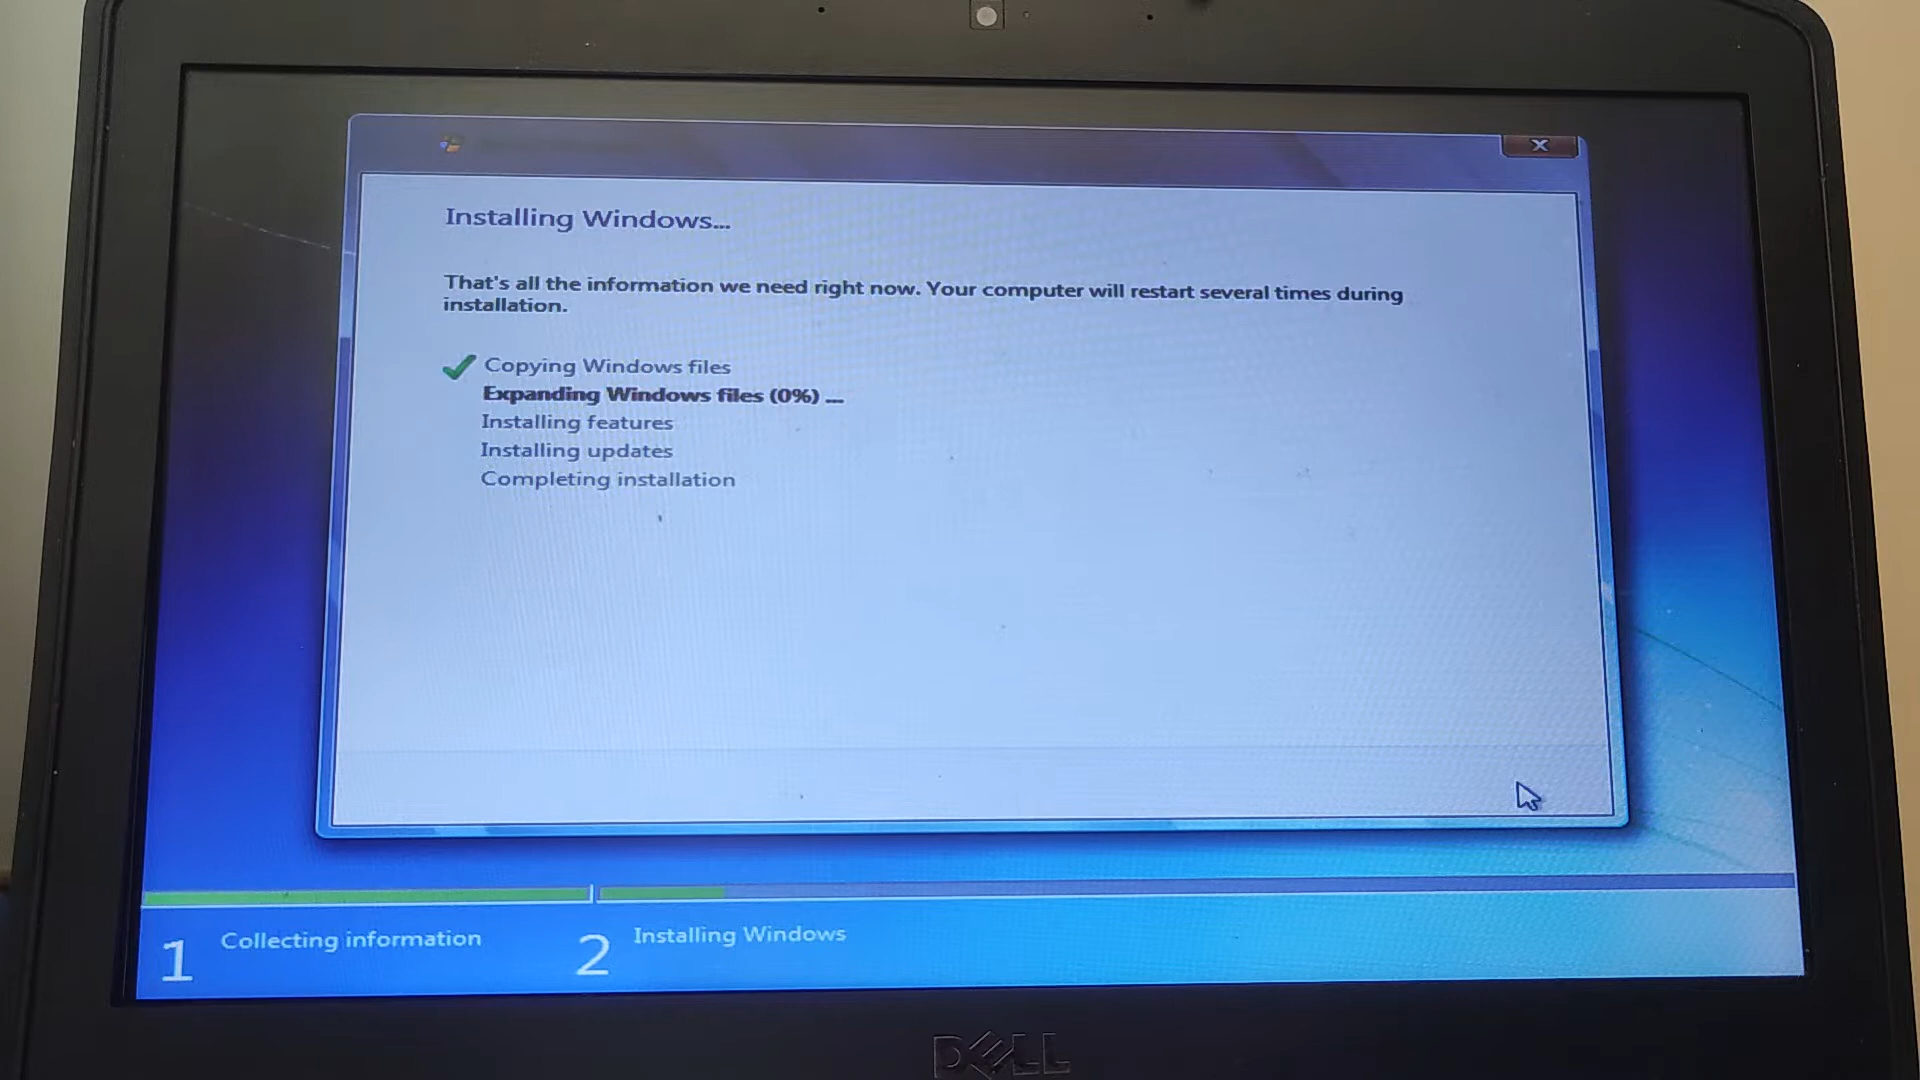 Installing Windows...
That's all the information we need right now. Your computer will restart several times during
installation.
Copying Windows files
Expanding Windows files (0%) ...
Installing features
Installing updates
Completing installation
1 Collecting information
2 Installing Windows
DELL